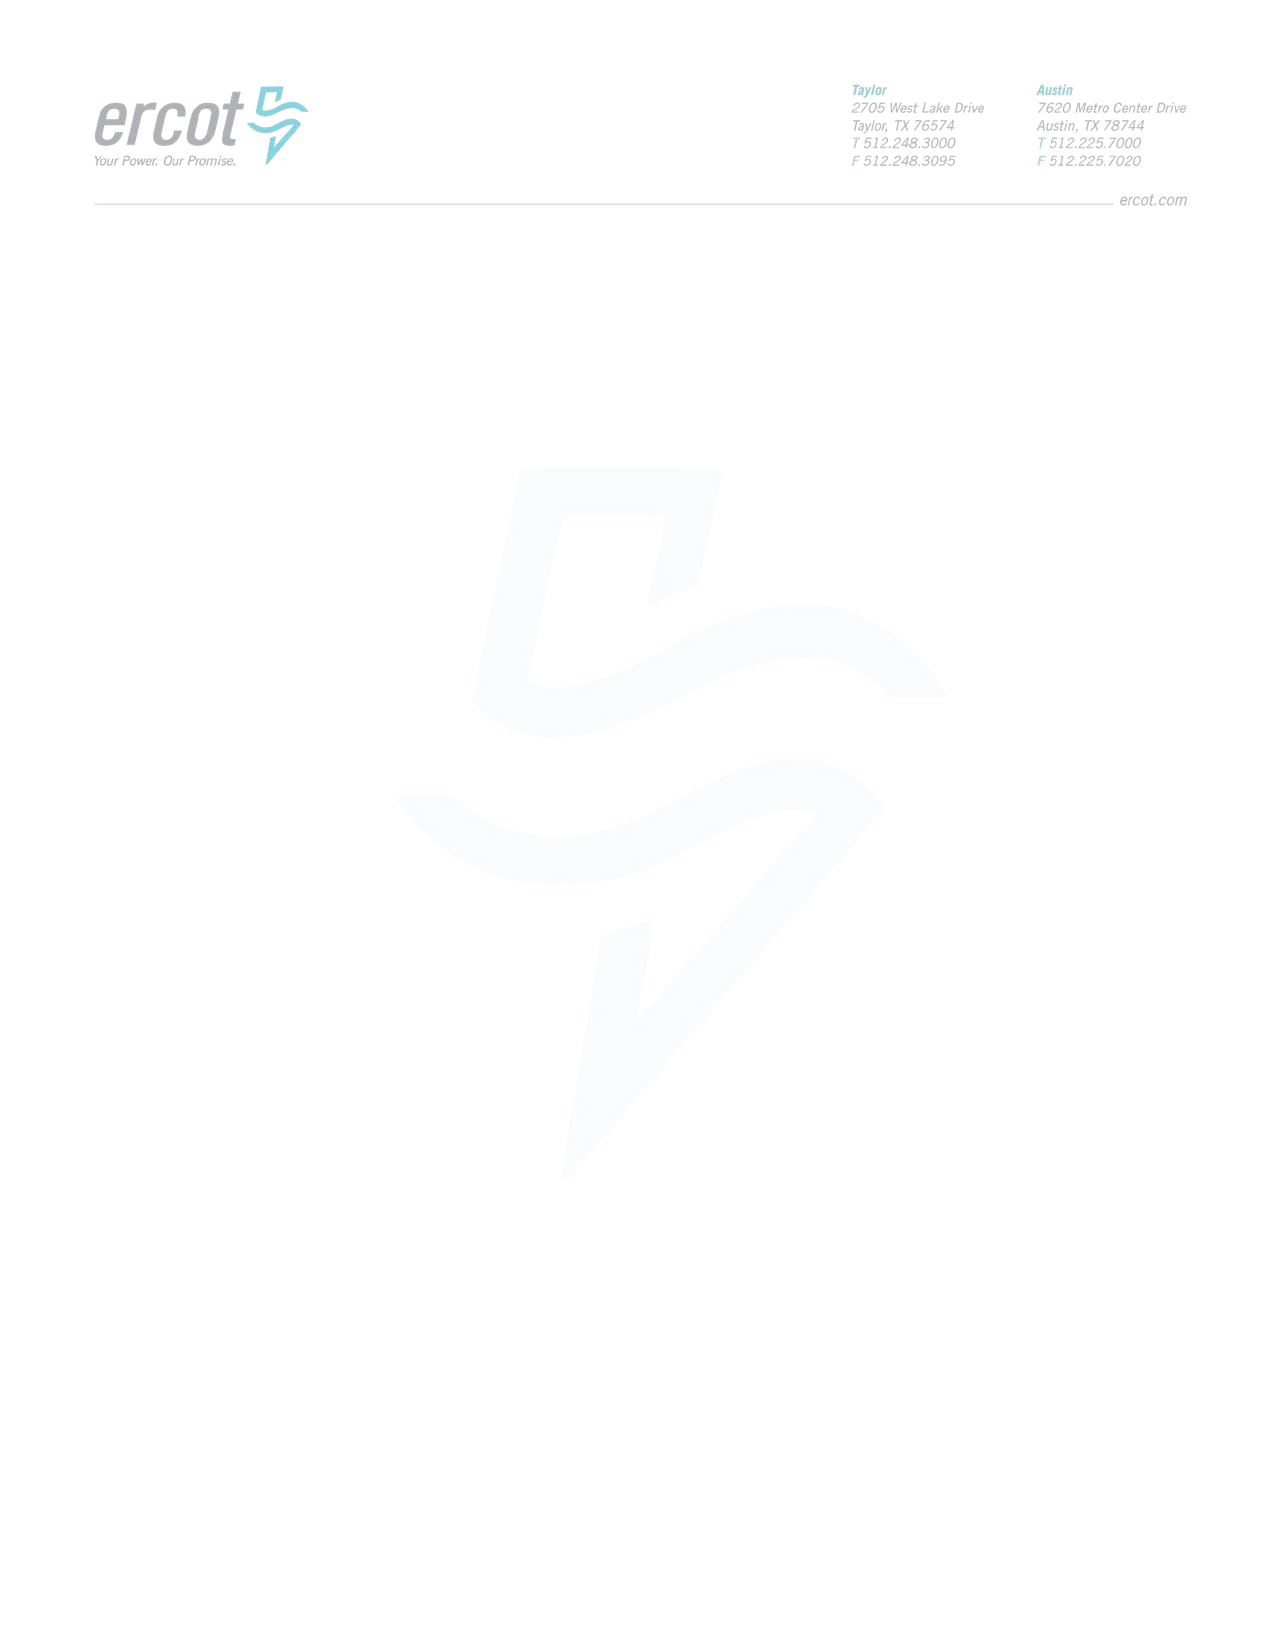 ercot
Your Power. Our Promise.
Taylor
2705 West Lake Drive
Taylor, TX 76574
T 512.248.3000
F 512.248.3095
Austin
7620 Metro Center Drive
Austin, TX 78744
T 512.225.7000
F 512.225.7020
ercot.com